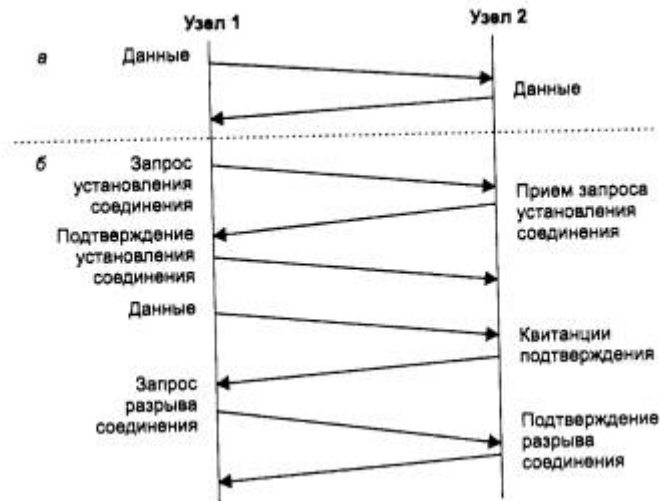 Узел 1
Узел 2
а
Данные
Данные
б
Запрос
установления
соединения
Прием запроса
установления
соединения
Подтверждение
установления
соединения
Данные
Квитанции
подтверждения
Запрос
разрыва
соединения
Подтверждение
разрыва
соединения